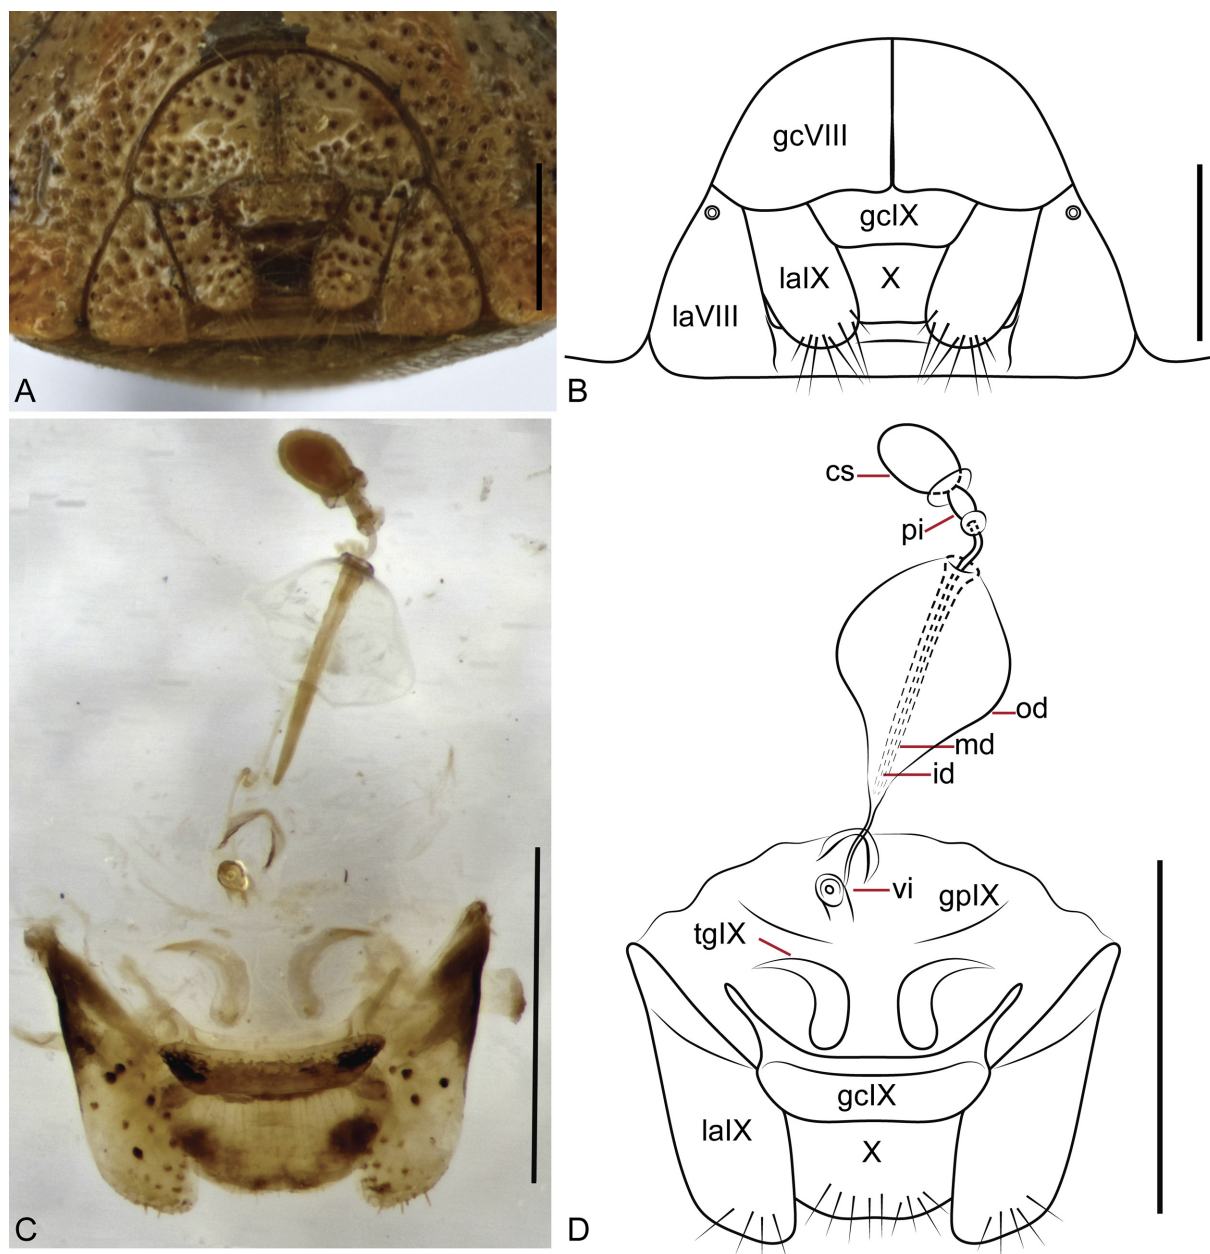 A
gcVIII
gcIX
laIX
X
laVIII
B
C
cs
pi
od
md
id
vi
gpIX
tgIX
gcIX
laIX
X
D